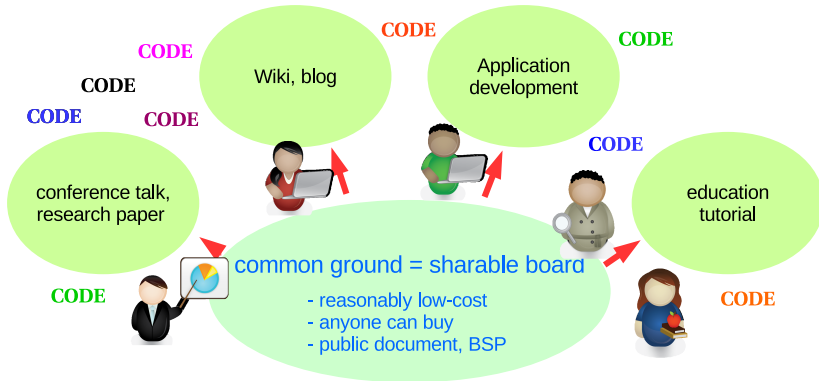 CODE
CODE
CODE
Wiki, blog
Application
development
CODE
CODE
CODE
CODE
conference talk,
research paper
education
tutorial
common ground = sharable board
CODE
- reasonably low-cost
CODE
- anyone can buy
- public document, BSP